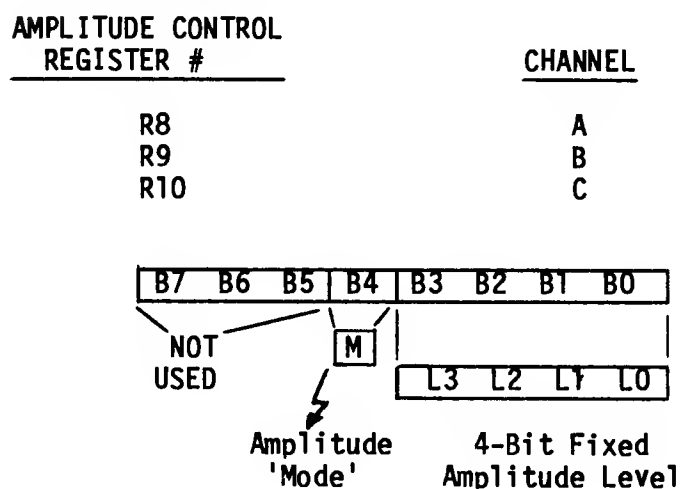 AMPLITUDE CONTROL
REGISTER # CHANNEL
R8 A
R9 B
R10 C
B7 B6 B5 B4 B3 B2 B1 B0
NOT M
USED L3 L2 L1 L0
Amplitude 4-Bit Fixed
'Mode' Amplitude Level